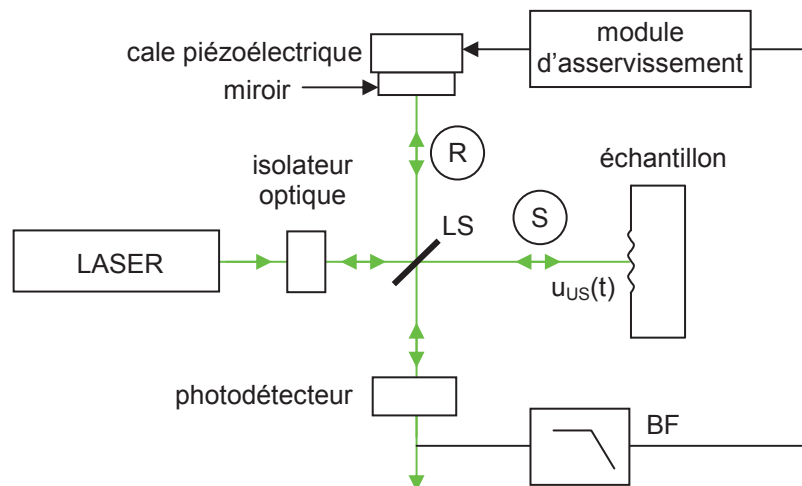 cale piézoélectrique
miroir
module
d'asservissement
R
isolateur
optique
échantillon
S
LS
LASER
u_US(t)
photodétecteur
BF